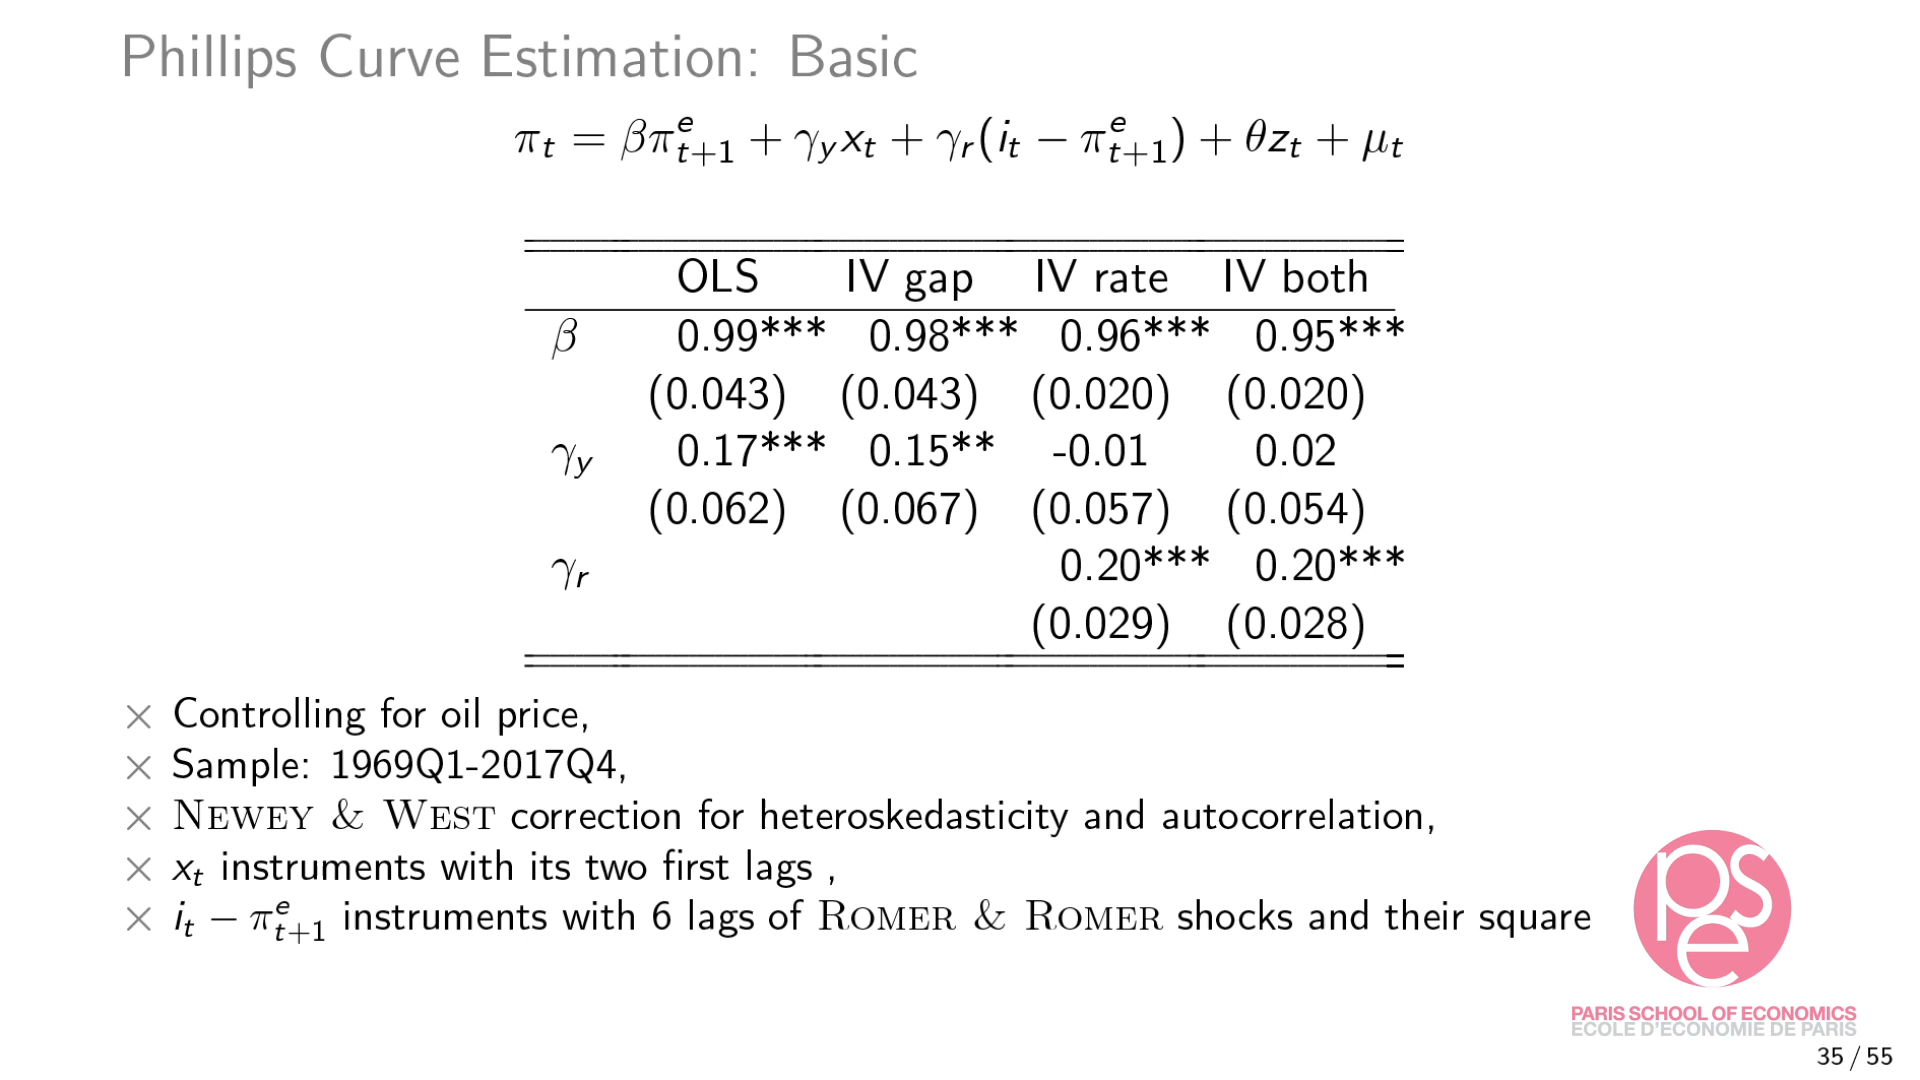 Phillips Curve Estimation: Basic
π_t = βπ^e_{t+1} + γ_y x_t + γ_r(i_t − π^e_{t+1}) + θz_t + μ_t
OLS IV gap IV rate IV both
β 0.99*** 0.98*** 0.96*** 0.95***
(0.043) (0.043) (0.020) (0.020)
γ_y 0.17*** 0.15** -0.01 0.02
(0.062) (0.067) (0.057) (0.054)
γ_r 0.20*** 0.20***
(0.029) (0.028)
× Controlling for oil price,
× Sample: 1969Q1-2017Q4,
× Newey & West correction for heteroskedasticity and autocorrelation,
× x_t instruments with its two first lags ,
× i_t − π^e_{t+1} instruments with 6 lags of Romer & Romer shocks and their square
pse
PARIS SCHOOL OF ECONOMICS
ECOLE D'ECONOMIE DE PARIS
35 / 55